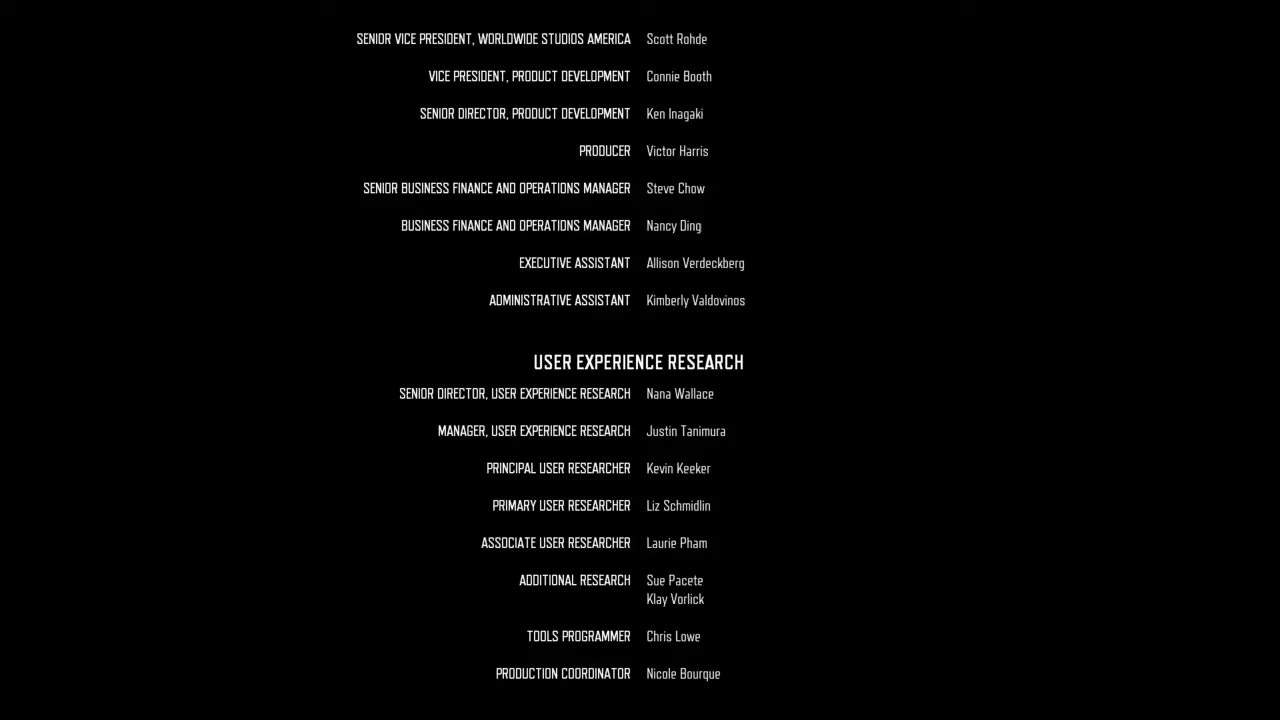 SENIOR VICE PRESIDENT, WORLDWIDE STUDIOS AMERICA Scott Rohde
VICE PRESIDENT, PRODUCT DEVELOPMENT Connie Booth
SENIOR DIRECTOR, PRODUCT DEVELOPMENT Ken Inagaki
PRODUCER Victor Harris
SENIOR BUSINESS FINANCE AND OPERATIONS MANAGER Steve Chow
BUSINESS FINANCE AND OPERATIONS MANAGER Nancy Ding
EXECUTIVE ASSISTANT Allison Verdeckberg
ADMINISTRATIVE ASSISTANT Kimberly Valdovinos
USER EXPERIENCE RESEARCH
SENIOR DIRECTOR, USER EXPERIENCE RESEARCH Nana Wallace
MANAGER, USER EXPERIENCE RESEARCH Justin Tanimura
PRINCIPAL USER RESEARCHER Kevin Keeker
PRIMARY USER RESEARCHER Liz Schmidlin
ASSOCIATE USER RESEARCHER Laurie Pham
ADDITIONAL RESEARCH Sue Pacete
Klay Vorlick
TOOLS PROGRAMMER Chris Lowe
PRODUCTION COORDINATOR Nicole Bourque